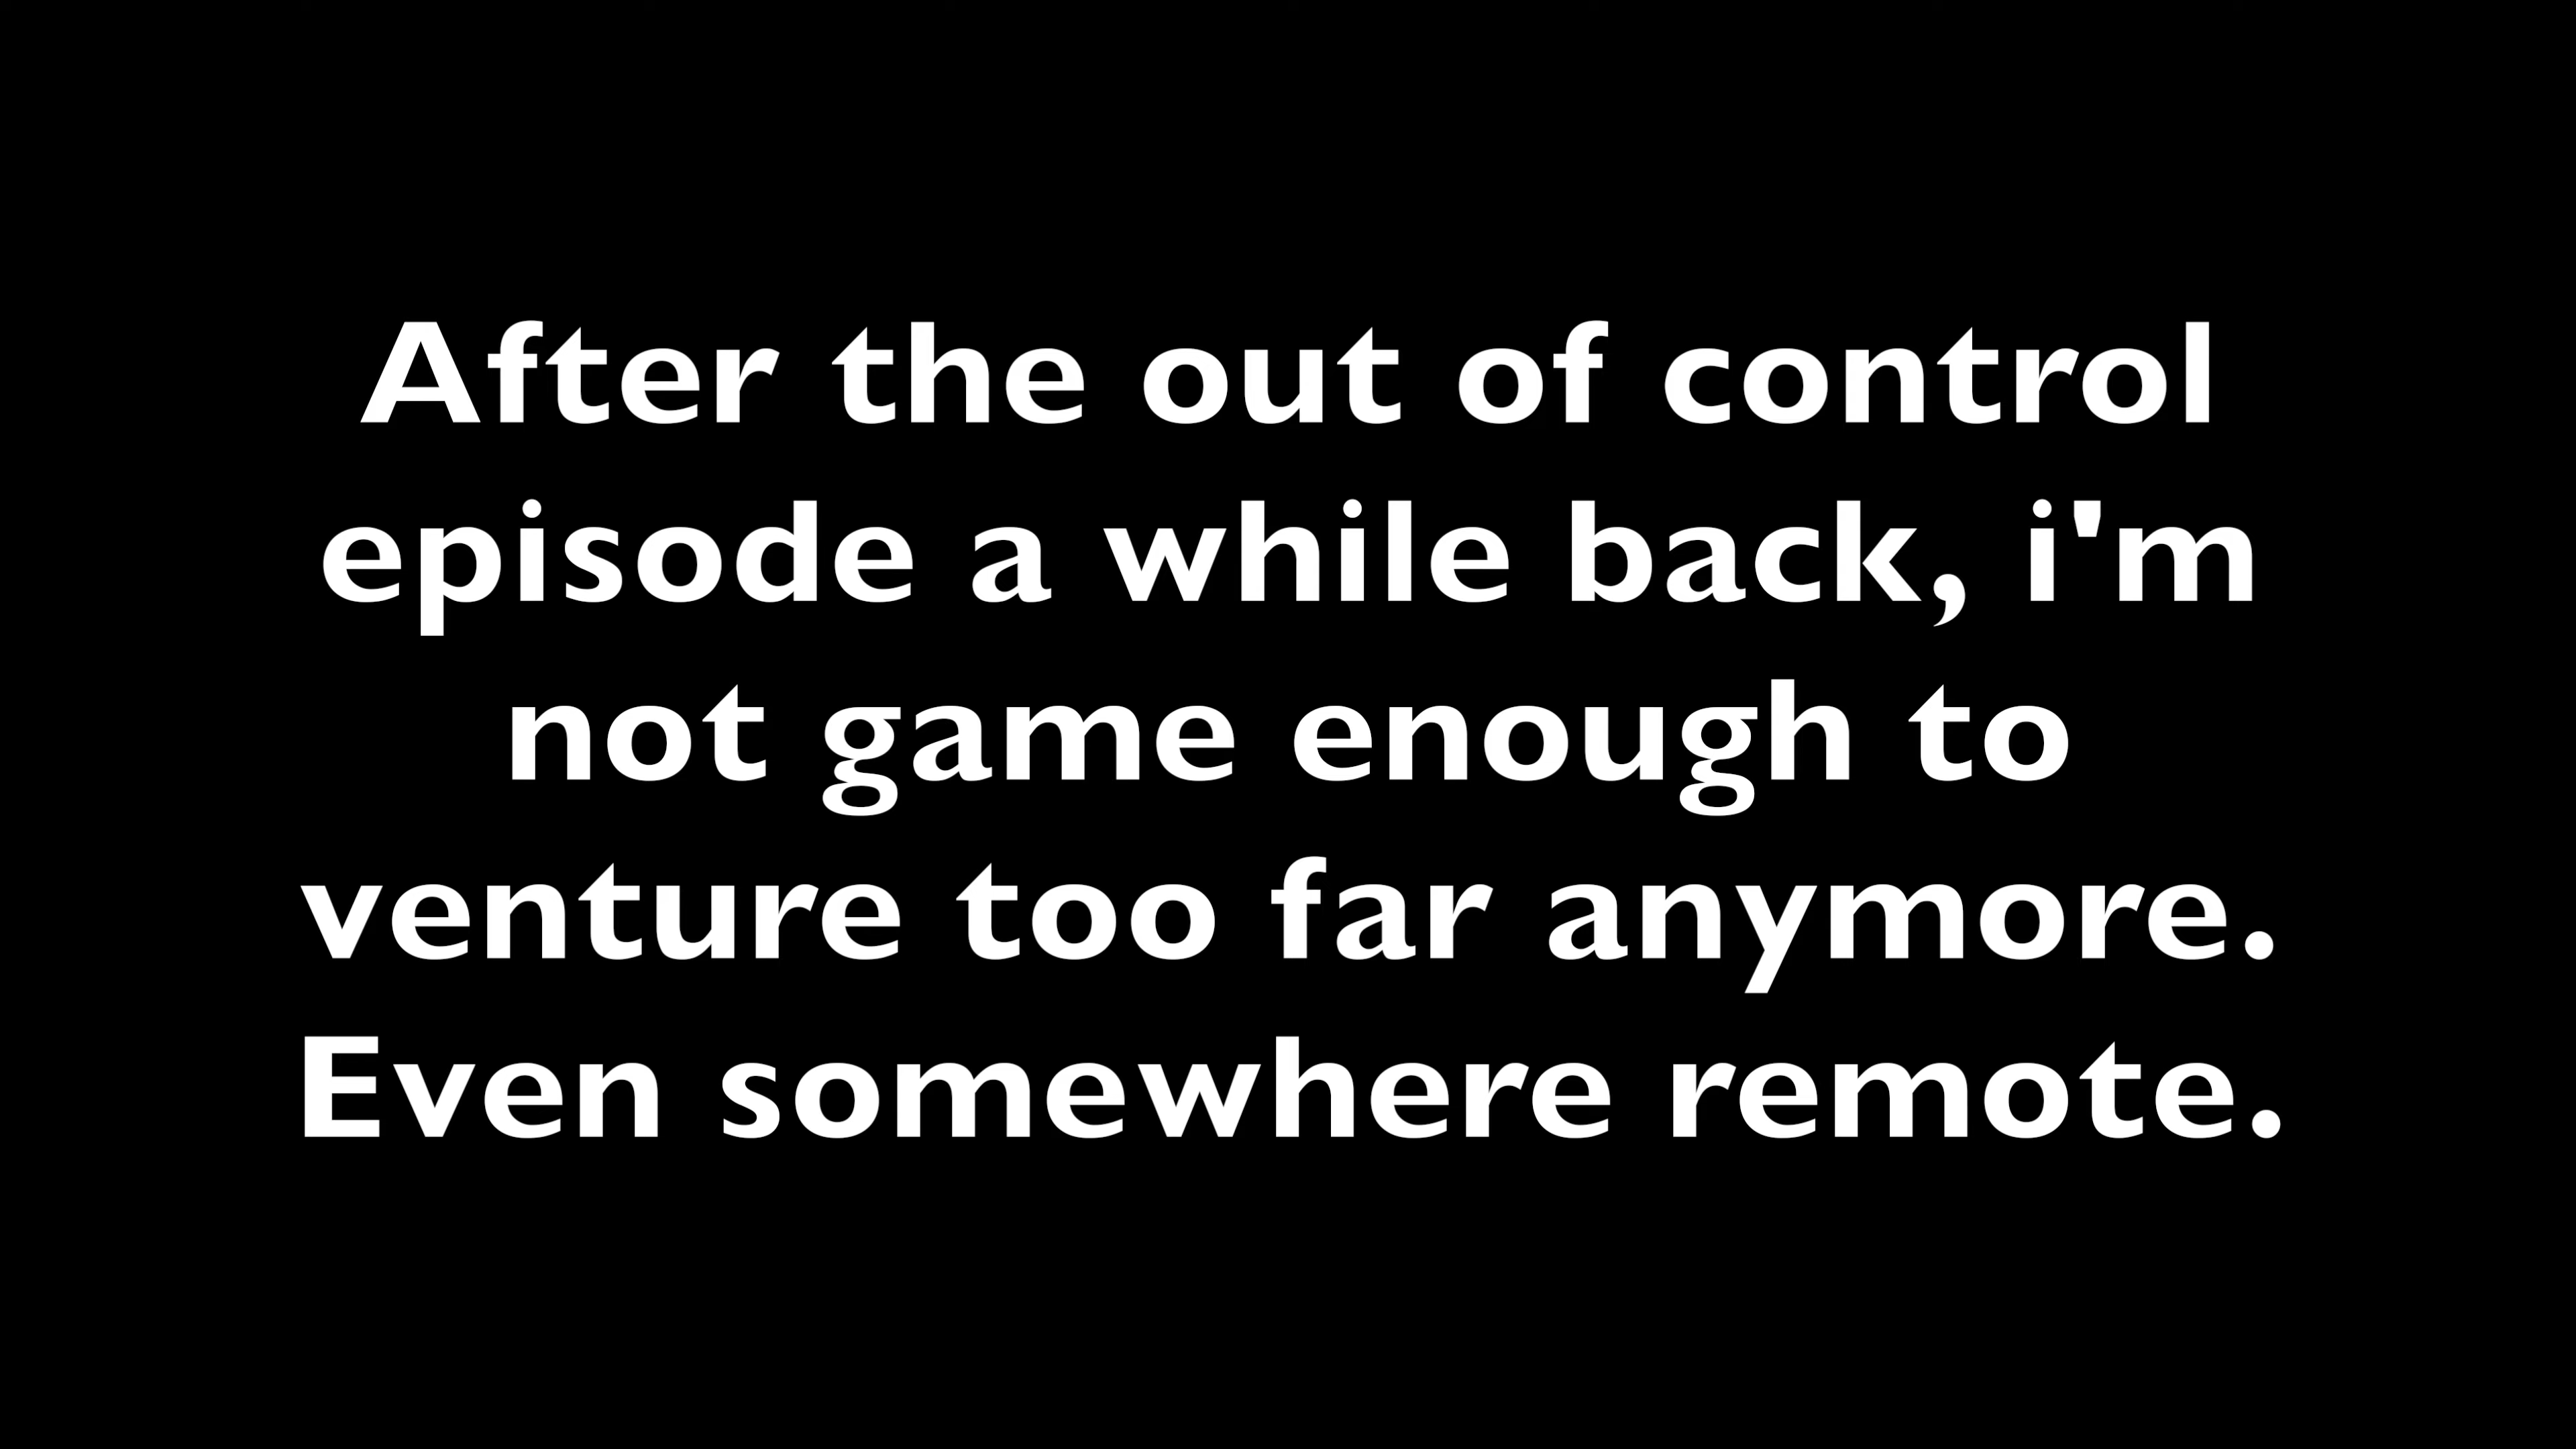 After the out of control
episode a while back, i'm
not game enough to
venture too far anymore.
Even somewhere remote.